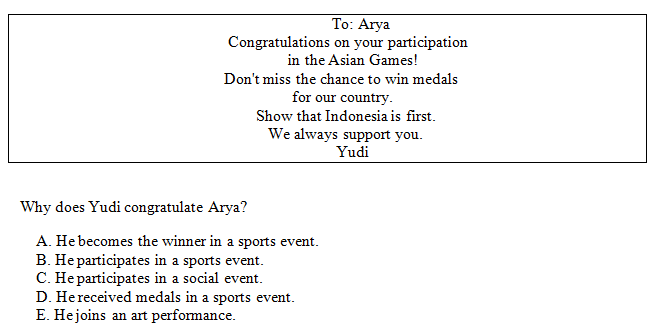 To: Arya
Congratulations on your participation
in the Asian Games!
Don't miss the chance to win medals
for our country.
Show that Indonesia is first.
We always support you.
Yudi
Why does Yudi congratulate Arya?
A. He becomes the winner in a sports event.
B. He participates in a sports event.
C. He participates in a social event.
D. He received medals in a sports event.
E. He joins an art performance.